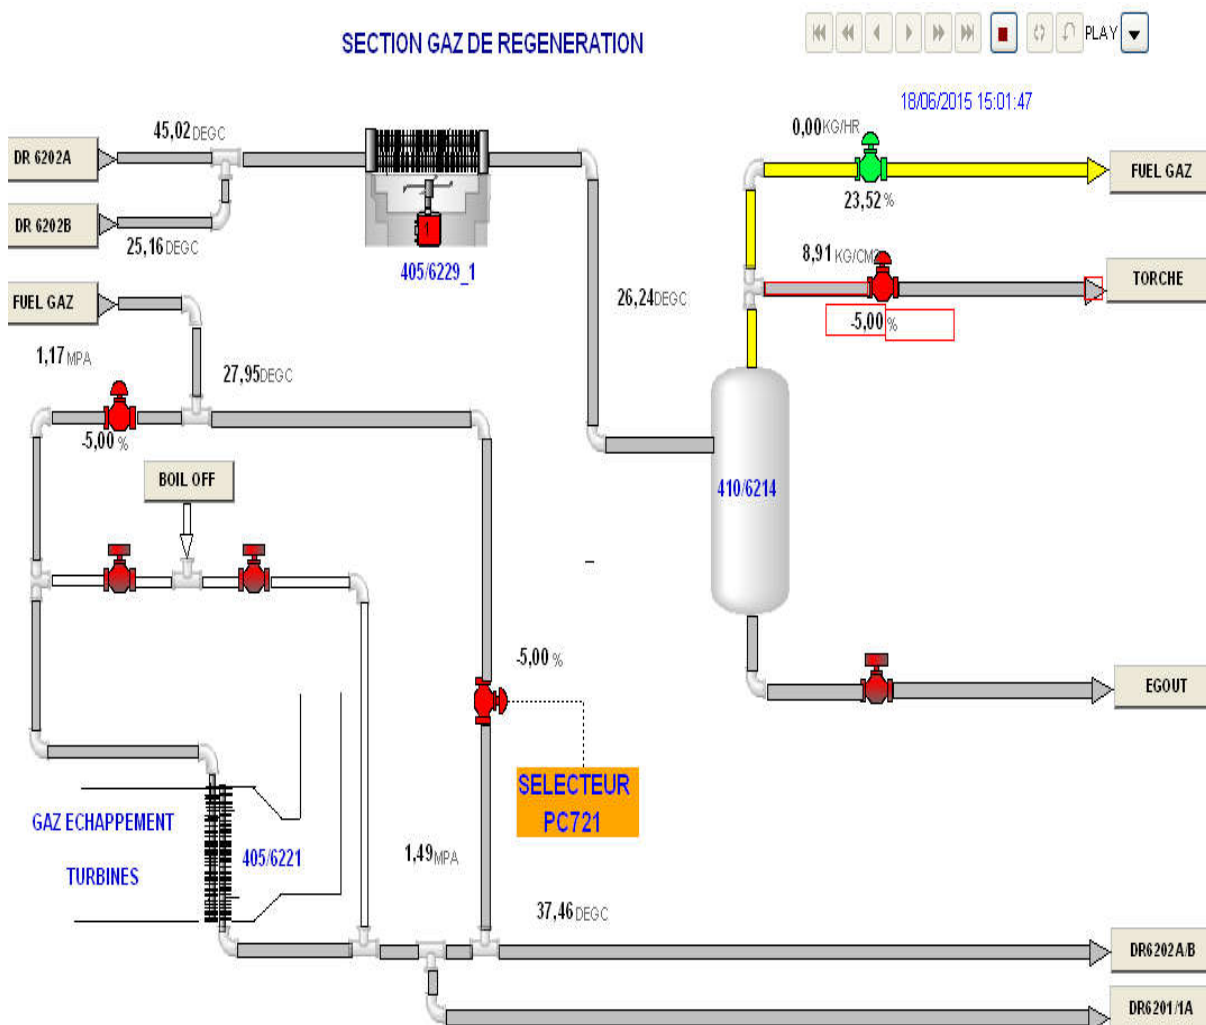 SECTION GAZ DE REGENERATION
PLAY
18/06/2015 15:01:47
45,02 DEGC
0,00 KG/HR
DR 6202A
FUEL GAZ
23,52 %
DR 6202B
25,16 DEGC
1
405/6229_1
8,91 KG/CM2
TORCHE
FUEL GAZ
26,24 DEGC
-5,00 %
1,17 MPA
27,95 DEGC
-5,00 %
BOIL OFF
410/6214
-5,00 %
EGOUT
SELECTEUR
PC721
GAZ ECHAPPEMENT
TURBINES
405/6221
1,49 MPA
37,46 DEGC
DR6202A/B
DR6201/1A